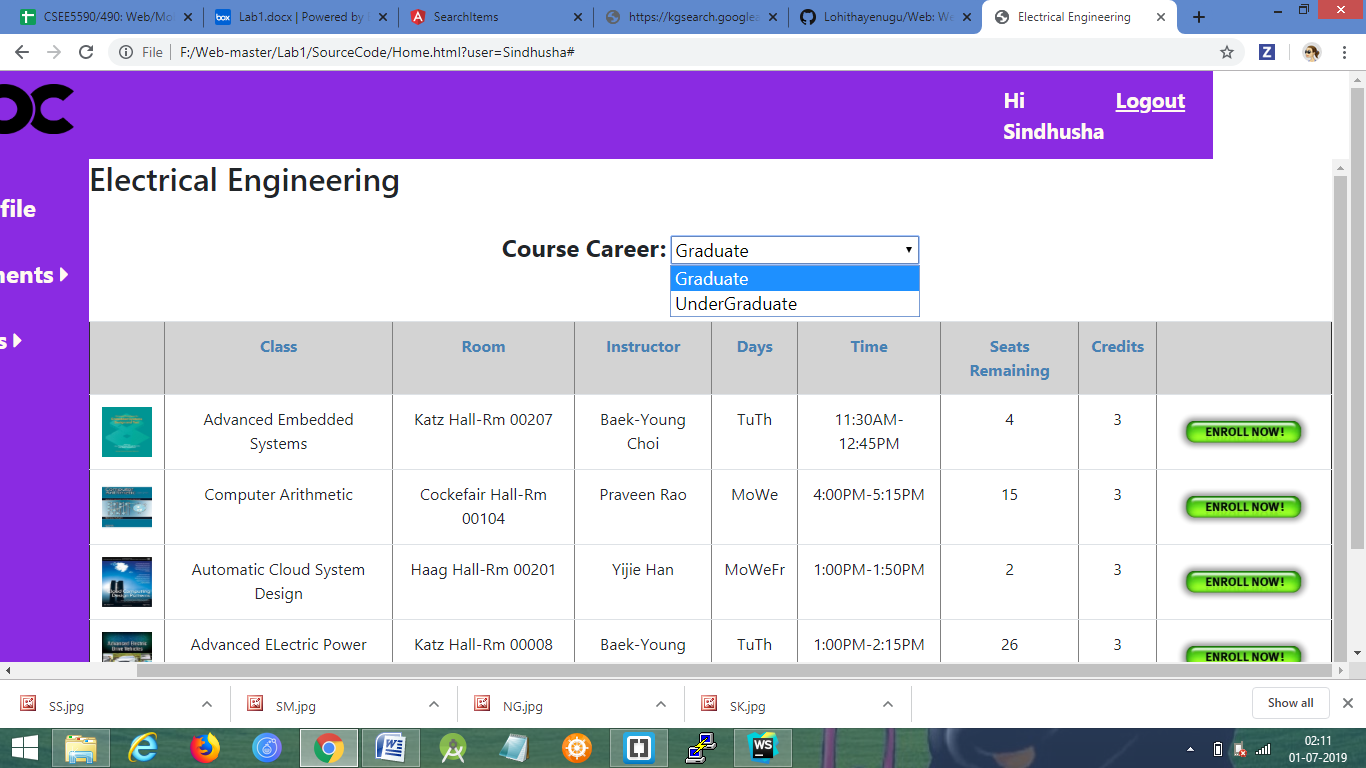 CSEE5590/490: Web/Mo
Lab1.docx | Powered by
SearchItems
https://kgsearch.google
Lohithayenugu/Web: We
Electrical Engineering
File
F:/Web-master/Lab1/SourceCode/Home.html?user=Sindhusha#
OC
Hi Sindhusha
Logout
file
nents
s
Electrical Engineering
Course Career: Graduate
Graduate
UnderGraduate
Class Room Instructor Days Time Seats Remaining Credits
Advanced Embedded Systems Katz Hall-Rm 00207 Baek-Young Choi TuTh 11:30AM-12:45PM 4 3 ENROLL NOW!
Computer Arithmetic Cockefair Hall-Rm 00104 Praveen Rao MoWe 4:00PM-5:15PM 15 3 ENROLL NOW!
Automatic Cloud System Design Haag Hall-Rm 00201 Yijie Han MoWeFr 1:00PM-1:50PM 2 3 ENROLL NOW!
Advanced ELectric Power Katz Hall-Rm 00008 Baek-Young TuTh 1:00PM-2:15PM 26 3 ENROLL NOW!
SS.jpg
SM.jpg
NG.jpg
SK.jpg
Show all
WS
02:11
01-07-2019